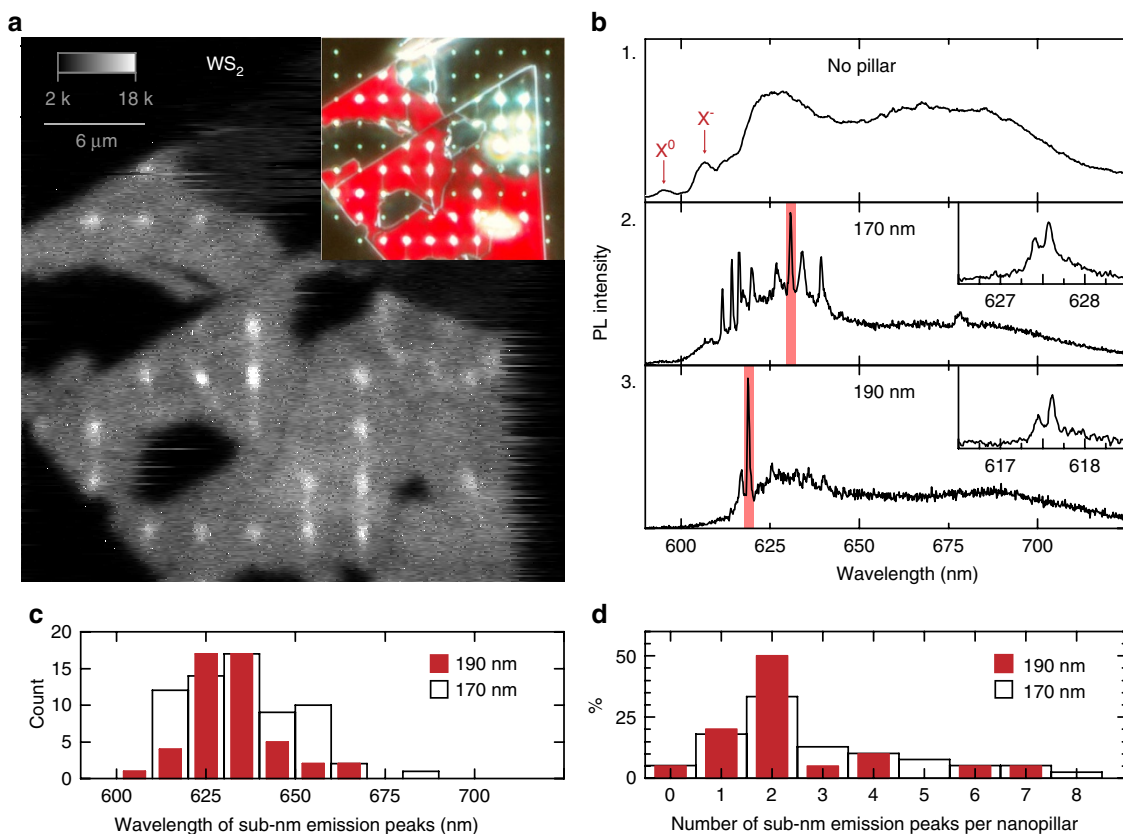 a
2 k 18 k
6 μm
WS2
b
1.
No pillar
X0
X-
2.
170 nm
627 628
3.
190 nm
617 618
PL intensity
600 625 650 675 700
Wavelength (nm)
c
20
15
10
5
0
Count
190 nm
170 nm
600 625 650 675 700
Wavelength of sub-nm emission peaks (nm)
d
50
25
0
%
190 nm
170 nm
0 1 2 3 4 5 6 7 8
Number of sub-nm emission peaks per nanopillar